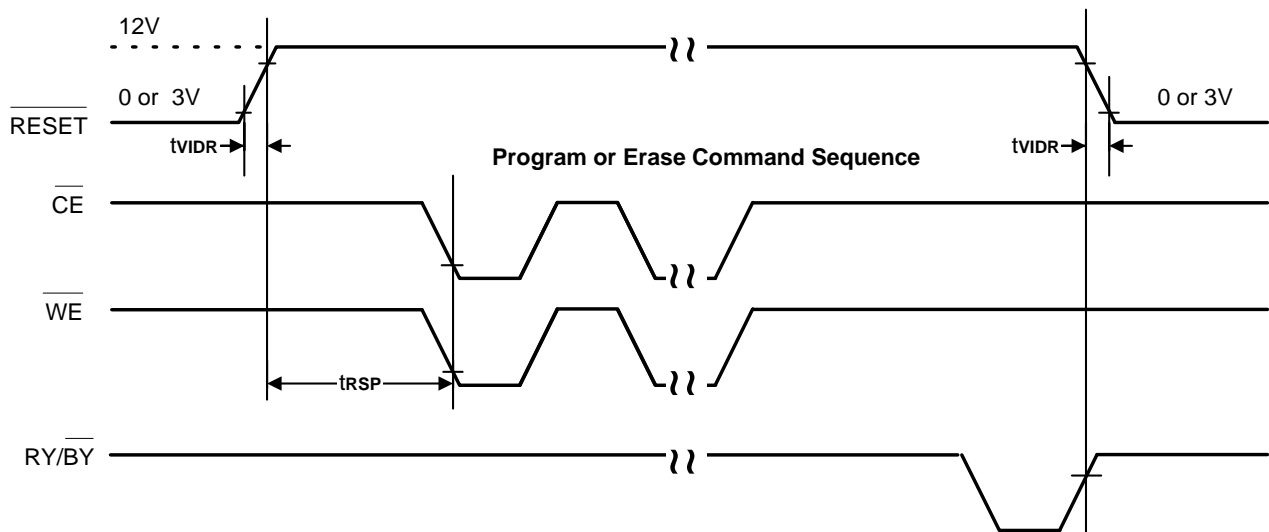 12V
0 or 3V
0 or 3V
RESET
tVIDR
tVIDR
Program or Erase Command Sequence
CE
WE
tRSP
RY/BY